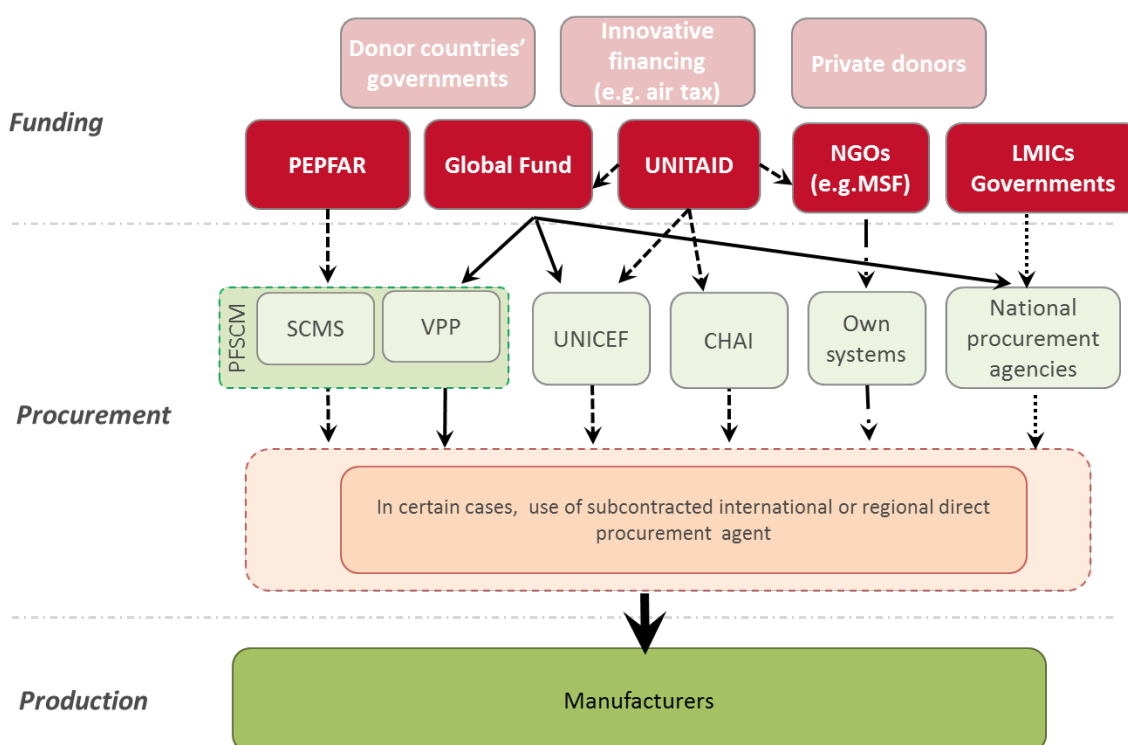 Donor countries'
governments
Innovative
financing
(e.g. air tax)
Private donors
Funding
PEPFAR
Global Fund
UNITAID
NGOs
(e.g.MSF)
LMICs
Governments
PFSCM
SCMS
VPP
UNICEF
CHAI
Own
systems
National
procurement
agencies
Procurement
In certain cases,  use of subcontracted international or regional direct
procurement  agent
Production
Manufacturers